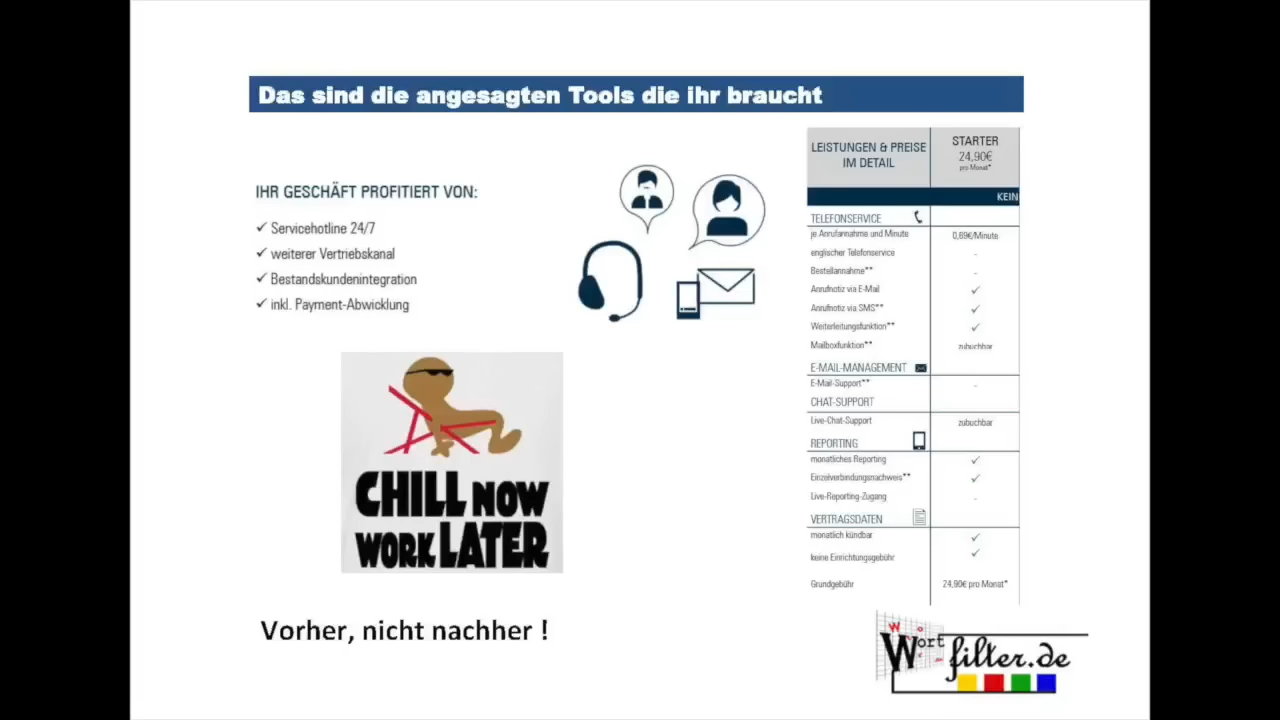 Das sind die angesagten Tools die ihr braucht
IHR GESCHÄFT PROFITIERT VON:
✓ Servicehotline 24/7
✓ weiterer Vertriebskanal
✓ Bestandskundenintegration
✓ inkl. Payment-Abwicklung
CHILL NOW
WORK LATER
Vorher, nicht nachher !
LEISTUNGEN & PREISE
IM DETAIL
STARTER
24,90€
pro Monat*
KEIN
TELEFONSERVICE
je Anrufannahme und Minute 0,69€/Minute
englischer Telefonservice -
Bestellannahme** -
Anrufnotiz via E-Mail ✓
Anrufnotiz via SMS** ✓
Weiterleitungsfunktion** ✓
Mailboxfunktion** zubuchbar
E-MAIL-MANAGEMENT
E-Mail-Support** -
CHAT-SUPPORT
Live-Chat-Support zubuchbar
REPORTING
monatliches Reporting ✓
Einzelverbindungsnachweis** ✓
Live-Reporting-Zugang -
VERTRAGSDATEN
monatlich kündbar ✓
keine Einrichtungsgebühr ✓
Grundgebühr 24,90€ pro Monat*
Wortfilter.de